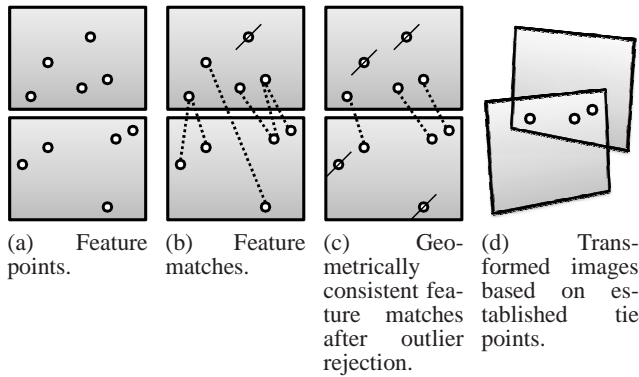 (a) Feature
points.
(b) Feature
matches.
(c) Geo-
metrically
consistent fea-
ture matches
after outlier
rejection.
(d) Trans-
formed images
based on es-
tablished tie
points.